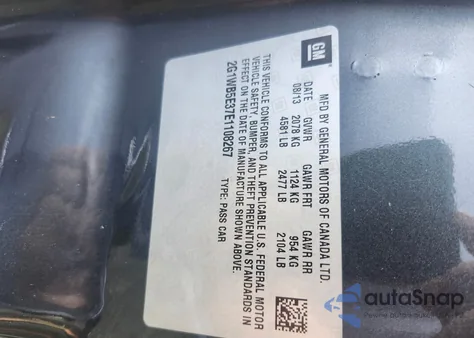 GM
MFD BY GENERAL MOTORS OF CANADA LTD.
DATE GVWR GAWR FRT GAWR RR
08/13 2078 KG 1124 KG 954 KG
4581 LB 2477 LB 2104 LB
THIS VEHICLE CONFORMS TO ALL APPLICABLE U.S. FEDERAL MOTOR
VEHICLE SAFETY, BUMPER, AND THEFT PREVENTION STANDARDS IN
EFFECT ON THE DATE OF MANUFACTURE SHOWN ABOVE.
2G1WB5E37E1108267 TYPE: PASS CAR
autoSnap